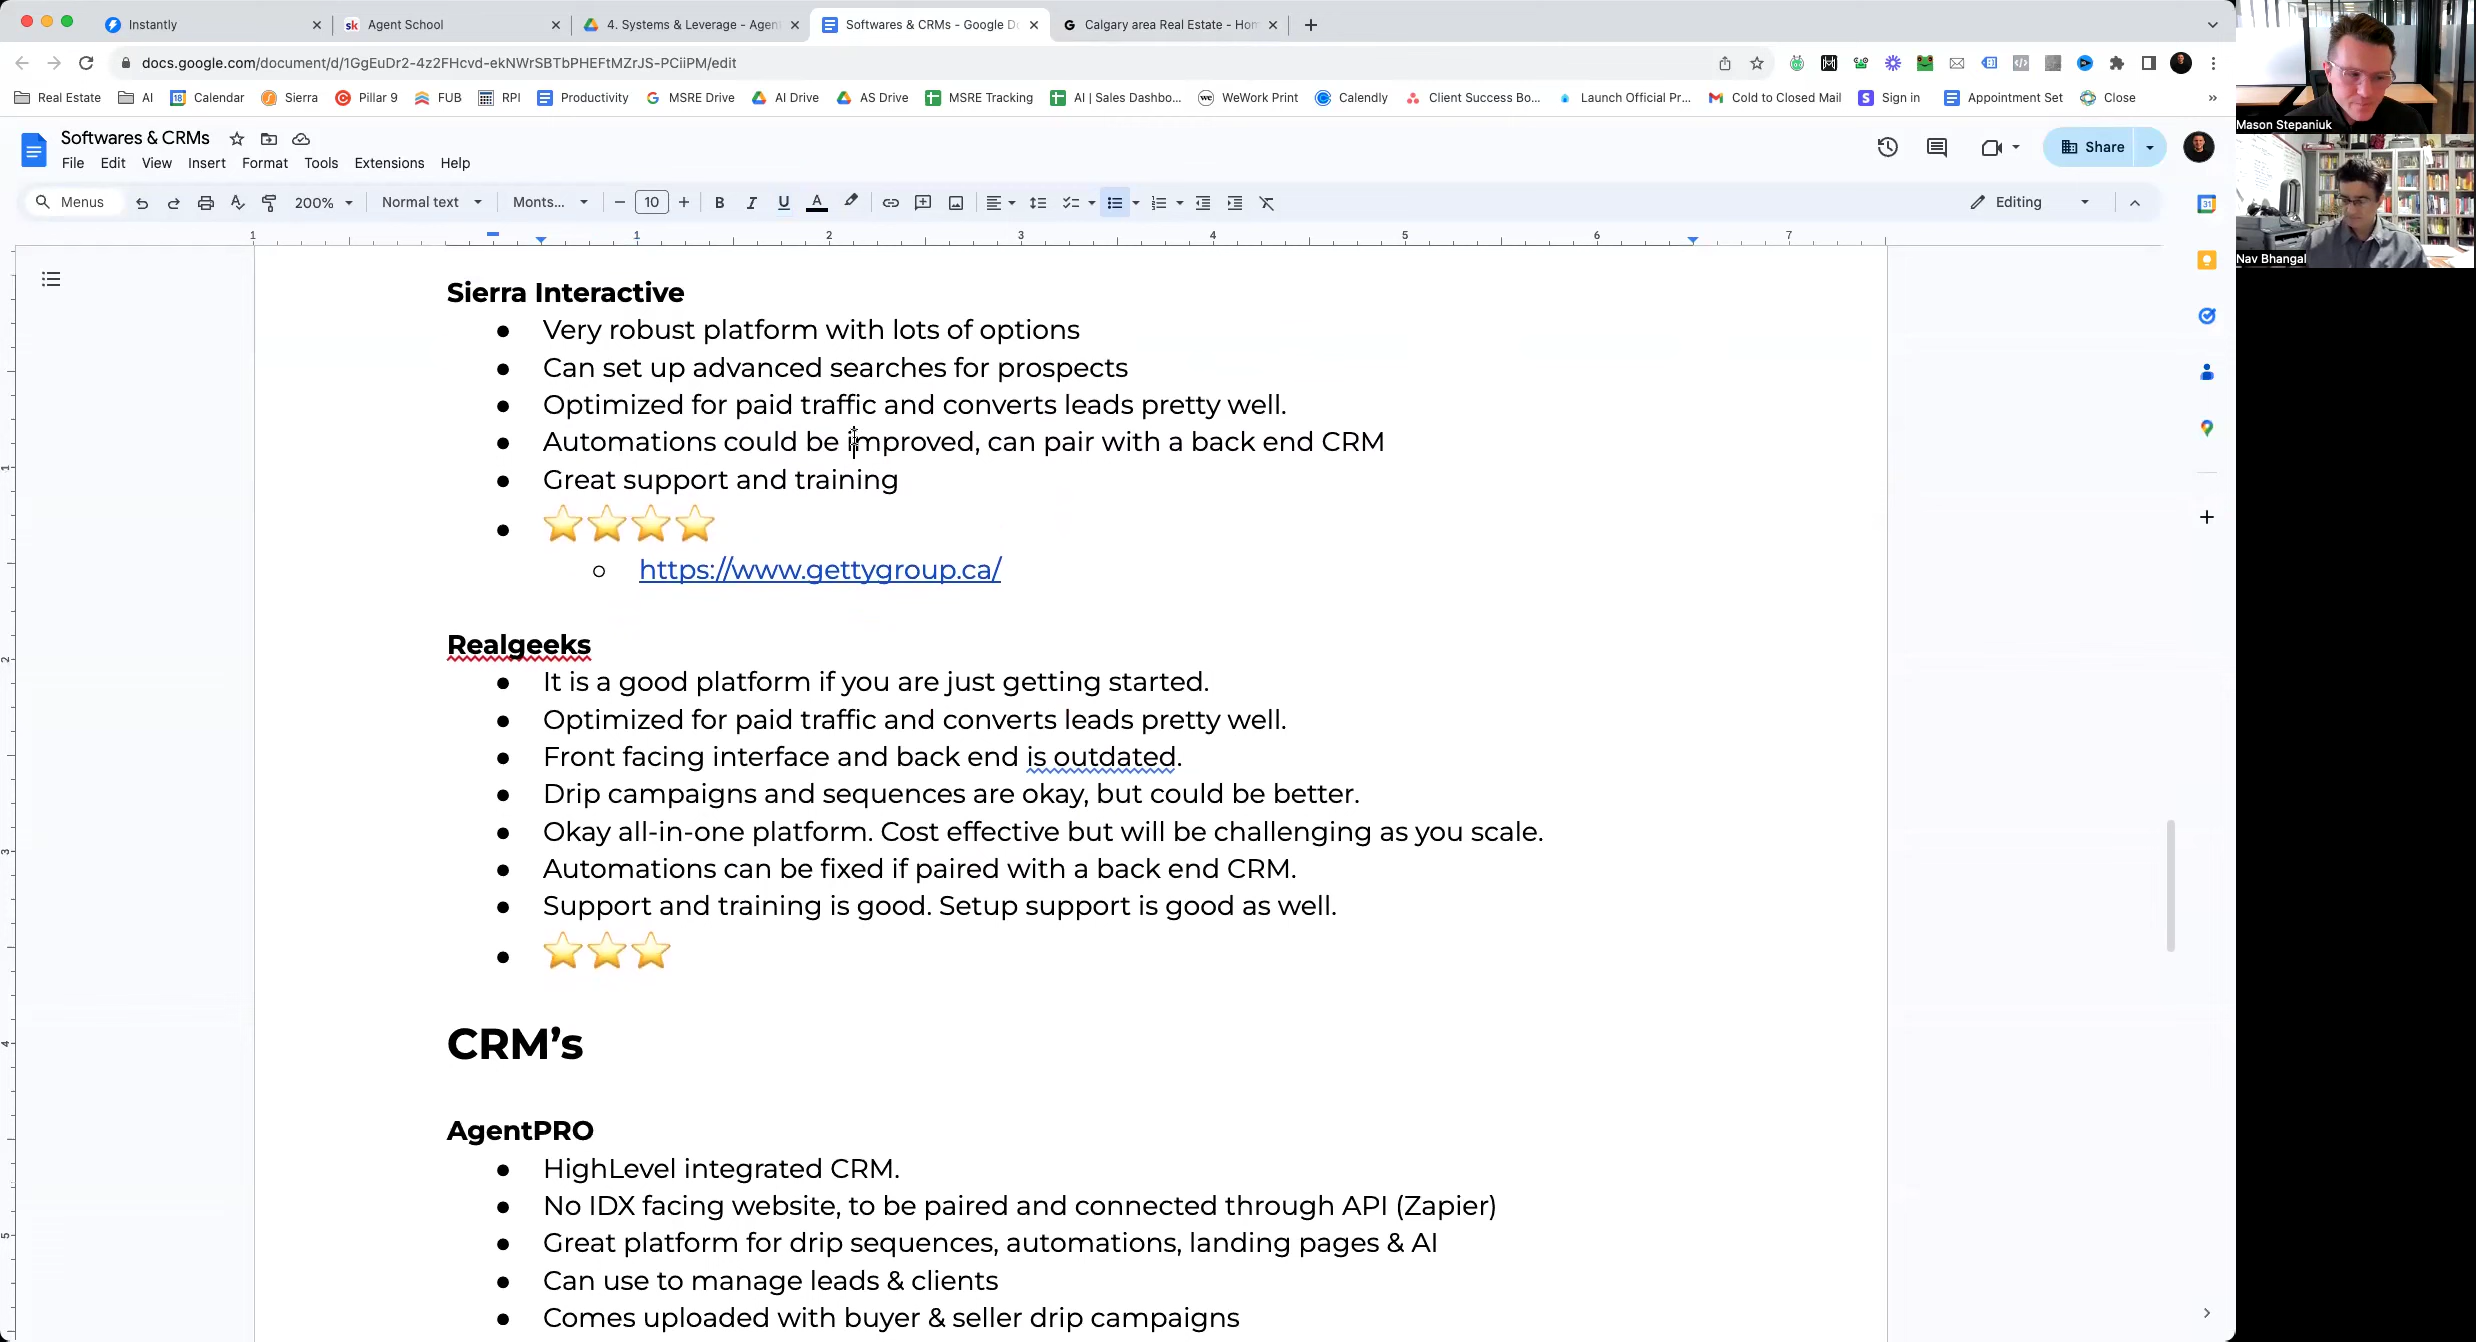 Instantly
Agent School
4. Systems & Leverage - Agen
Softwares & CRMs - Google Do
Calgary area Real Estate - Hom
docs.google.com/document/d/1GgEuDr2-4z2FHcvd-ekNWrSBTbPHEFtMZrJS-PCiiPM/edit
Real Estate
AI
Calendar
Sierra
Pillar 9
FUB
RPI
Productivity
MSRE Drive
AI Drive
AS Drive
MSRE Tracking
AI | Sales Dashbo...
WeWork Print
Calendly
Client Success Bo...
Launch Official Pr...
Cold to Closed Mail
Sign in
Appointment Set
Close
Softwares & CRMs
File Edit View Insert Format Tools Extensions Help
Share
Menus
200%
Normal text
Monts...
10
Editing
1 1 2 3 4 5 6 7
Sierra Interactive
● Very robust platform with lots of options
● Can set up advanced searches for prospects
● Optimized for paid traffic and converts leads pretty well.
● Automations could be improved, can pair with a back end CRM
● Great support and training
● ⭐⭐⭐⭐
○ https://www.gettygroup.ca/
Realgeeks
● It is a good platform if you are just getting started.
● Optimized for paid traffic and converts leads pretty well.
● Front facing interface and back end is outdated.
● Drip campaigns and sequences are okay, but could be better.
● Okay all-in-one platform. Cost effective but will be challenging as you scale.
● Automations can be fixed if paired with a back end CRM.
● Support and training is good. Setup support is good as well.
● ⭐⭐⭐
CRM’s
AgentPRO
● HighLevel integrated CRM.
● No IDX facing website, to be paired and connected through API (Zapier)
● Great platform for drip sequences, automations, landing pages & AI
● Can use to manage leads & clients
● Comes uploaded with buyer & seller drip campaigns
Mason Stepaniuk
Nav Bhangal